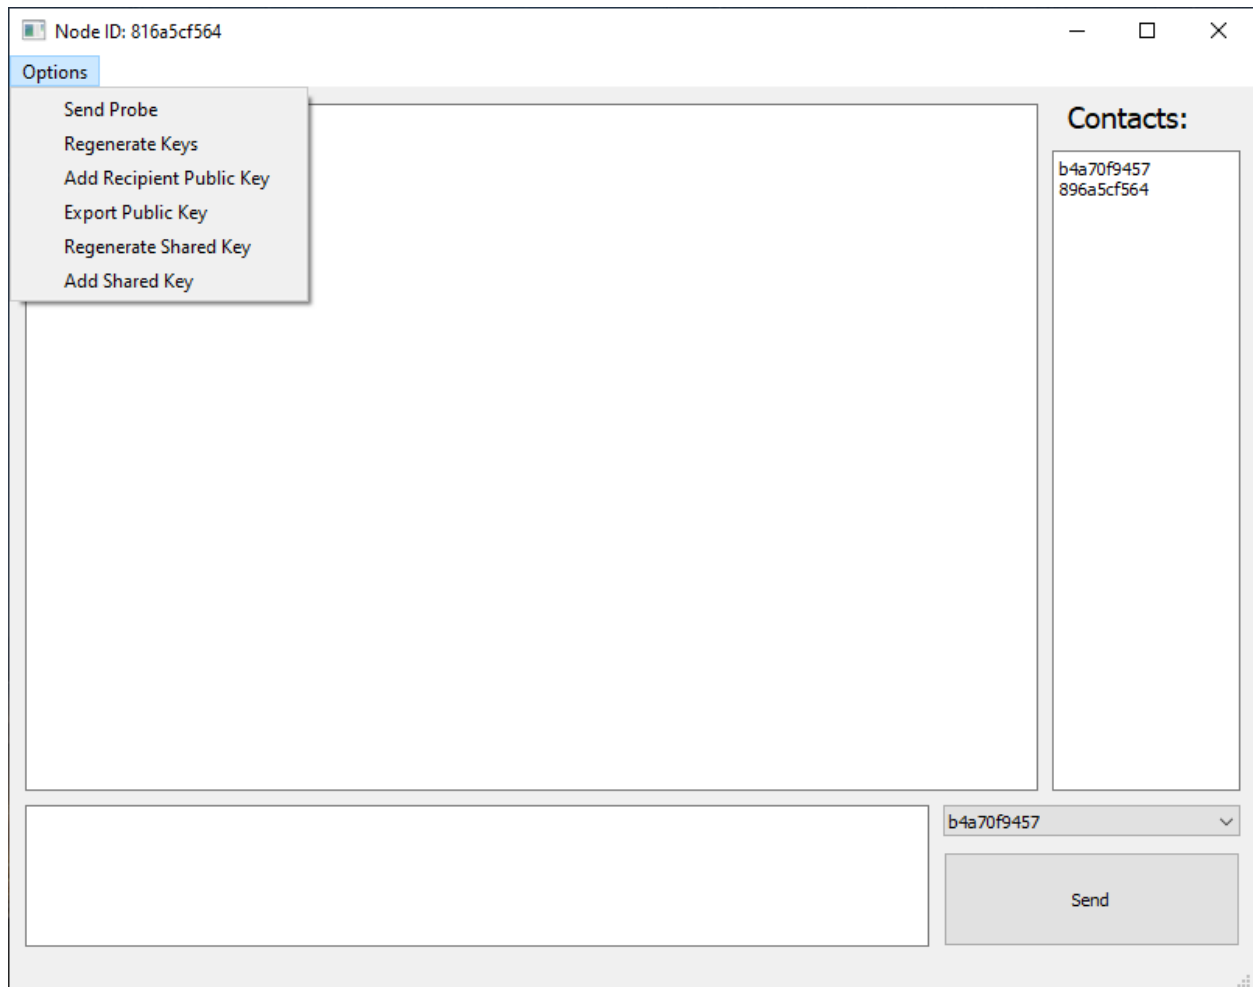 Node ID: 816a5cf564
Options
Send Probe
Regenerate Keys
Add Recipient Public Key
Export Public Key
Regenerate Shared Key
Add Shared Key
Contacts:
b4a70f9457
896a5cf564
b4a70f9457
Send